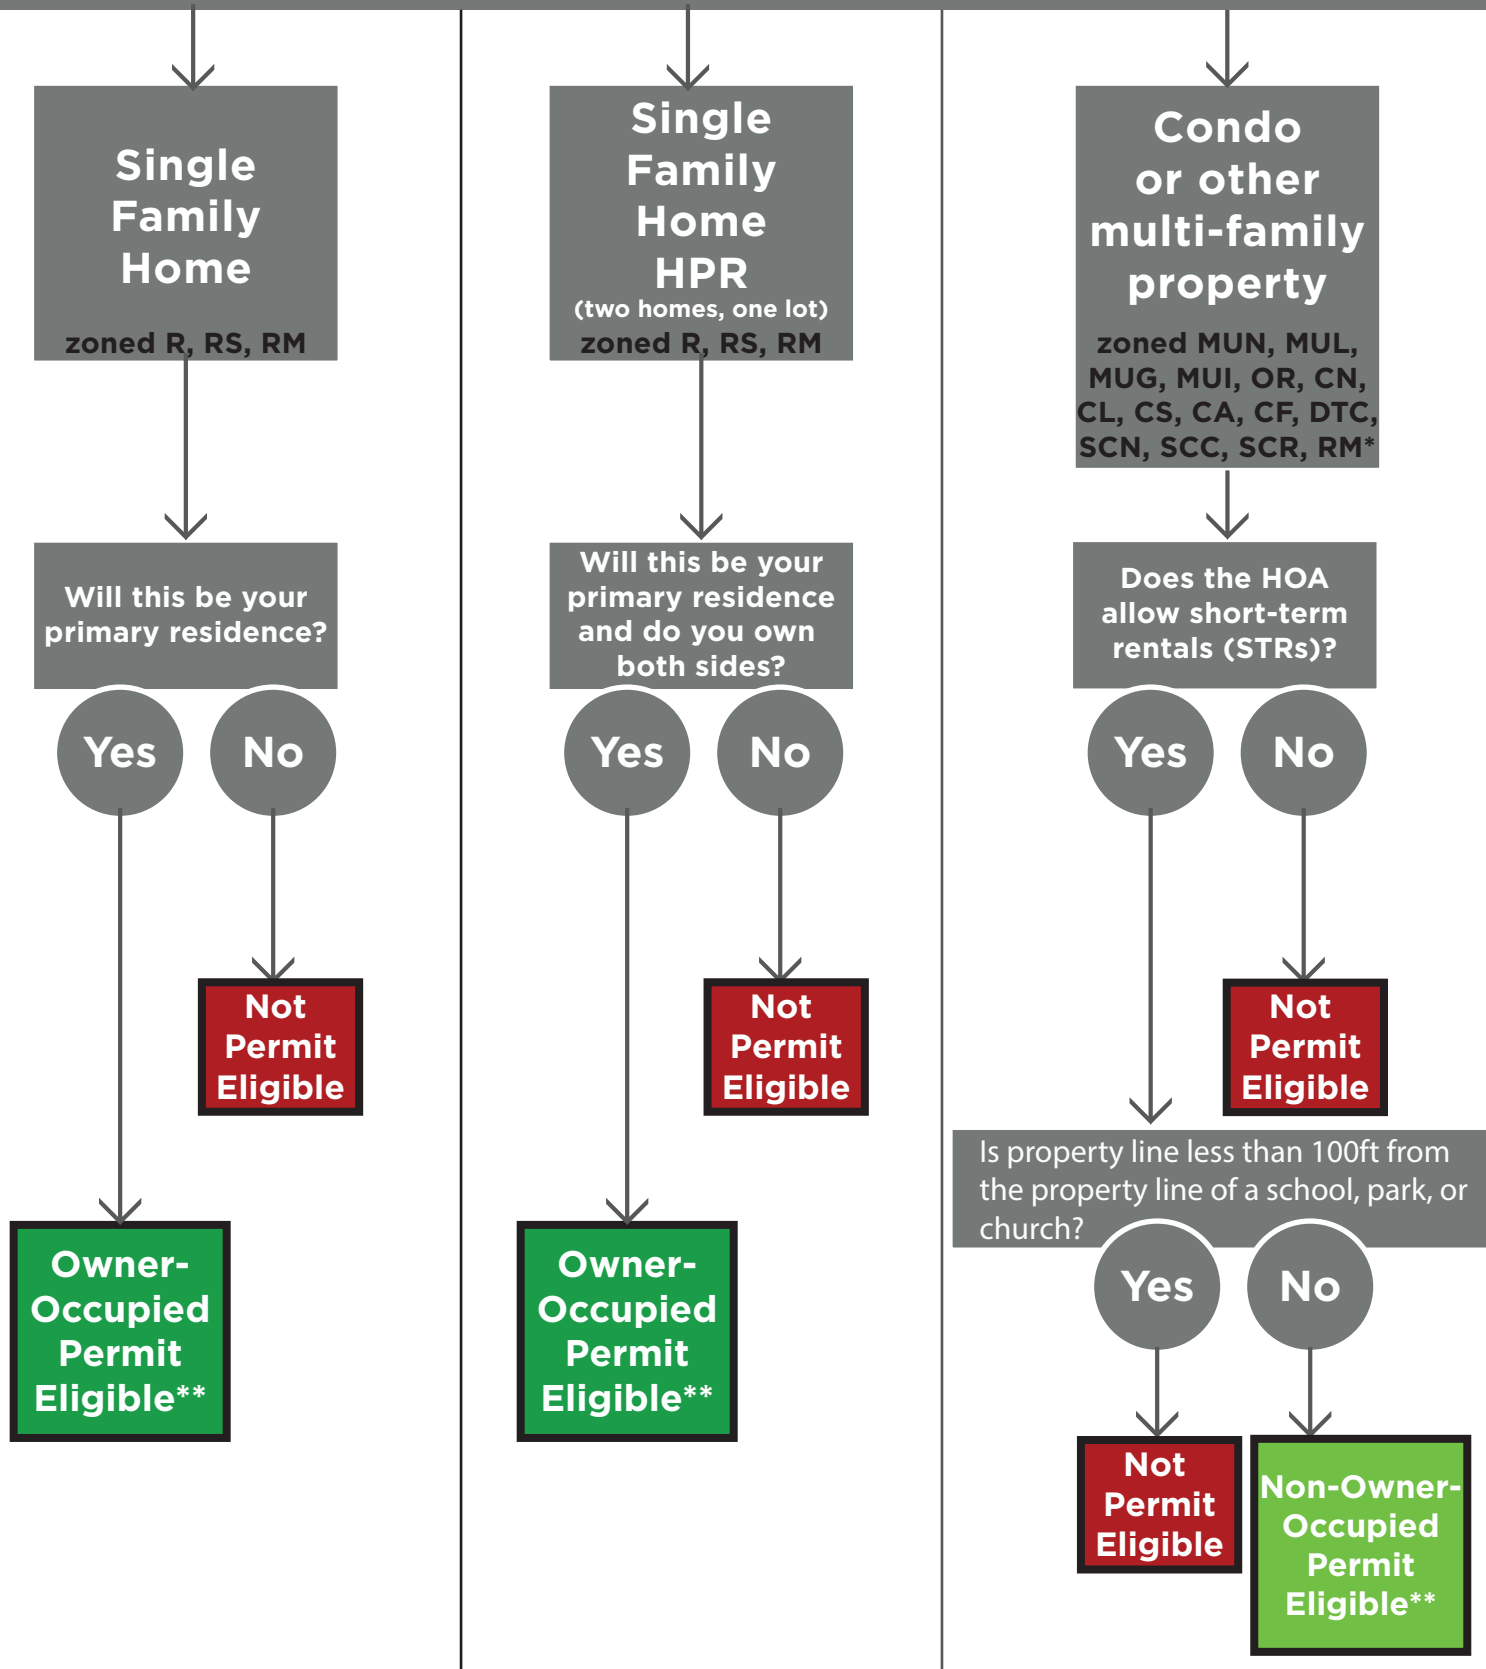 Single
Family
Home
zoned R, RS, RM
Will this be your
primary residence?
Yes
No
Not
Permit
Eligible
Owner-
Occupied
Permit
Eligible**
Single
Family
Home
HPR
(two homes, one lot)
zoned R, RS, RM
Will this be your
primary residence
and do you own
both sides?
Yes
No
Not
Permit
Eligible
Owner-
Occupied
Permit
Eligible**
Condo
or other
multi-family
property
zoned MUN, MUL,
MUG, MUI, OR, CN,
CL, CS, CA, CF, DTC,
SCN, SCC, SCR, RM*
Does the HOA
allow short-term
rentals (STRs)?
Yes
No
Not
Permit
Eligible
Is property line less than 100ft from
the property line of a school, park, or
church?
Yes
No
Not
Permit
Eligible
Non-Owner-
Occupied
Permit
Eligible**